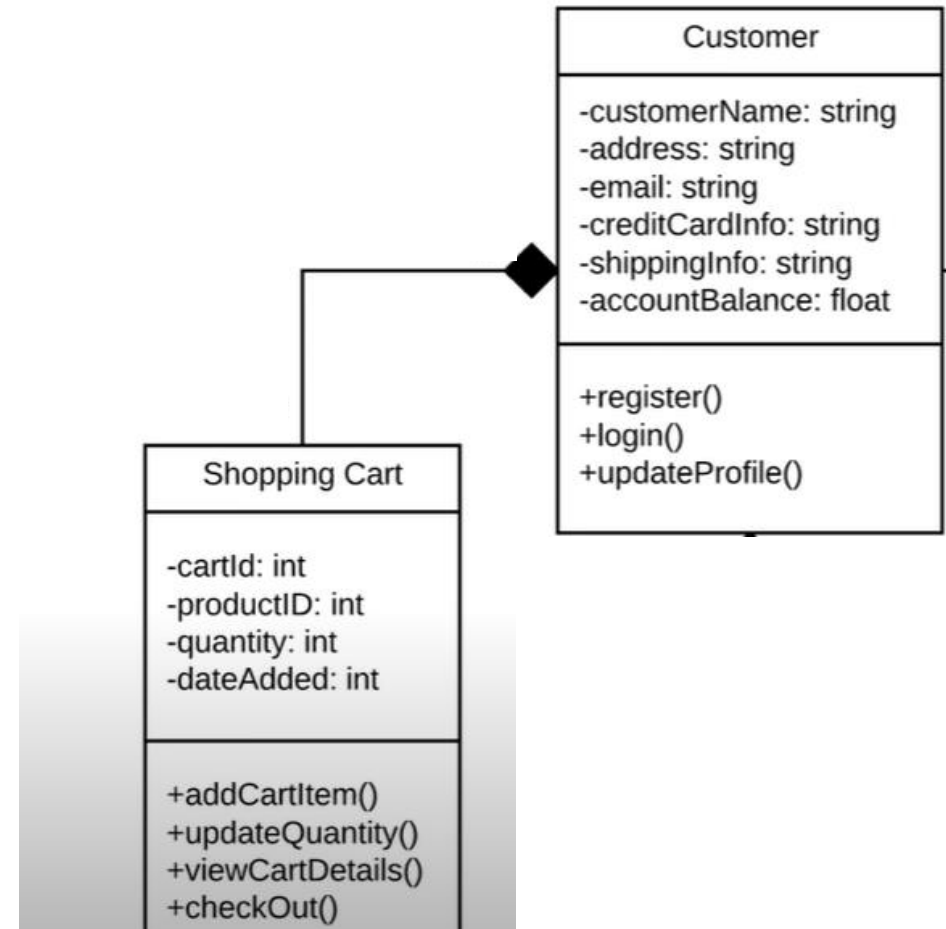 Customer
-customerName: string
-address: string
-email: string
-creditCardInfo: string
-shippingInfo: string
-accountBalance: float
+register()
+login()
+updateProfile()
Shopping Cart
-cartId: int
-productID: int
-quantity: int
-dateAdded: int
+addCartItem()
+updateQuantity()
+viewCartDetails()
+checkOut()